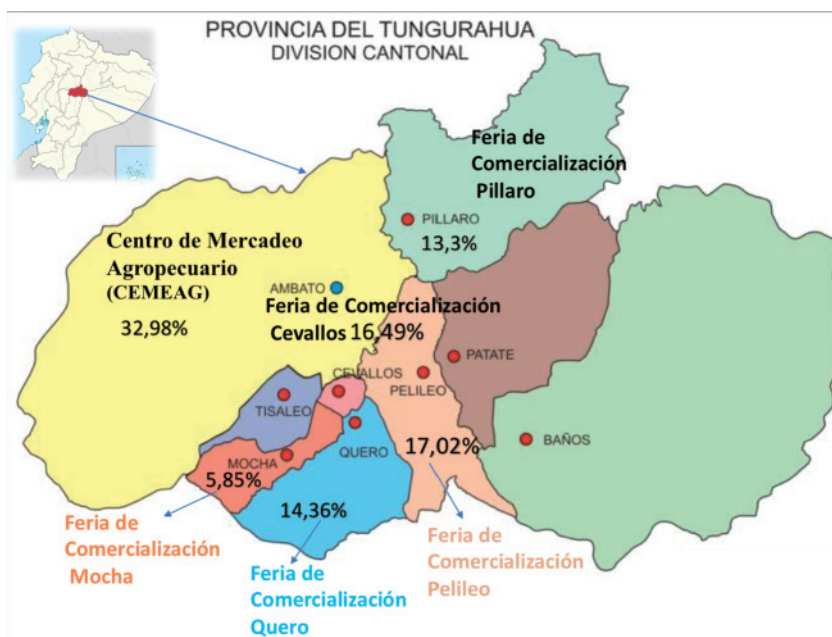 PROVINCIA DEL TUNGURAHUA
DIVISION CANTONAL
Feria de
Comercialización
Pillaro
PILLARO
13,3%
Centro de Mercadeo
Agropecuario
(CEMEAG)
32,98%
AMBATO
Feria de Comercialización
Cevallos 16,49%
PATATE
CEVALLOS
PELILEO
TISALEO
QUERO
BAÑOS
17,02%
MOCHA
5,85%
14,36%
Feria de
Comercialización
Mocha
Feria de
Comercialización
Quero
Feria de
Comercialización
Pelileo